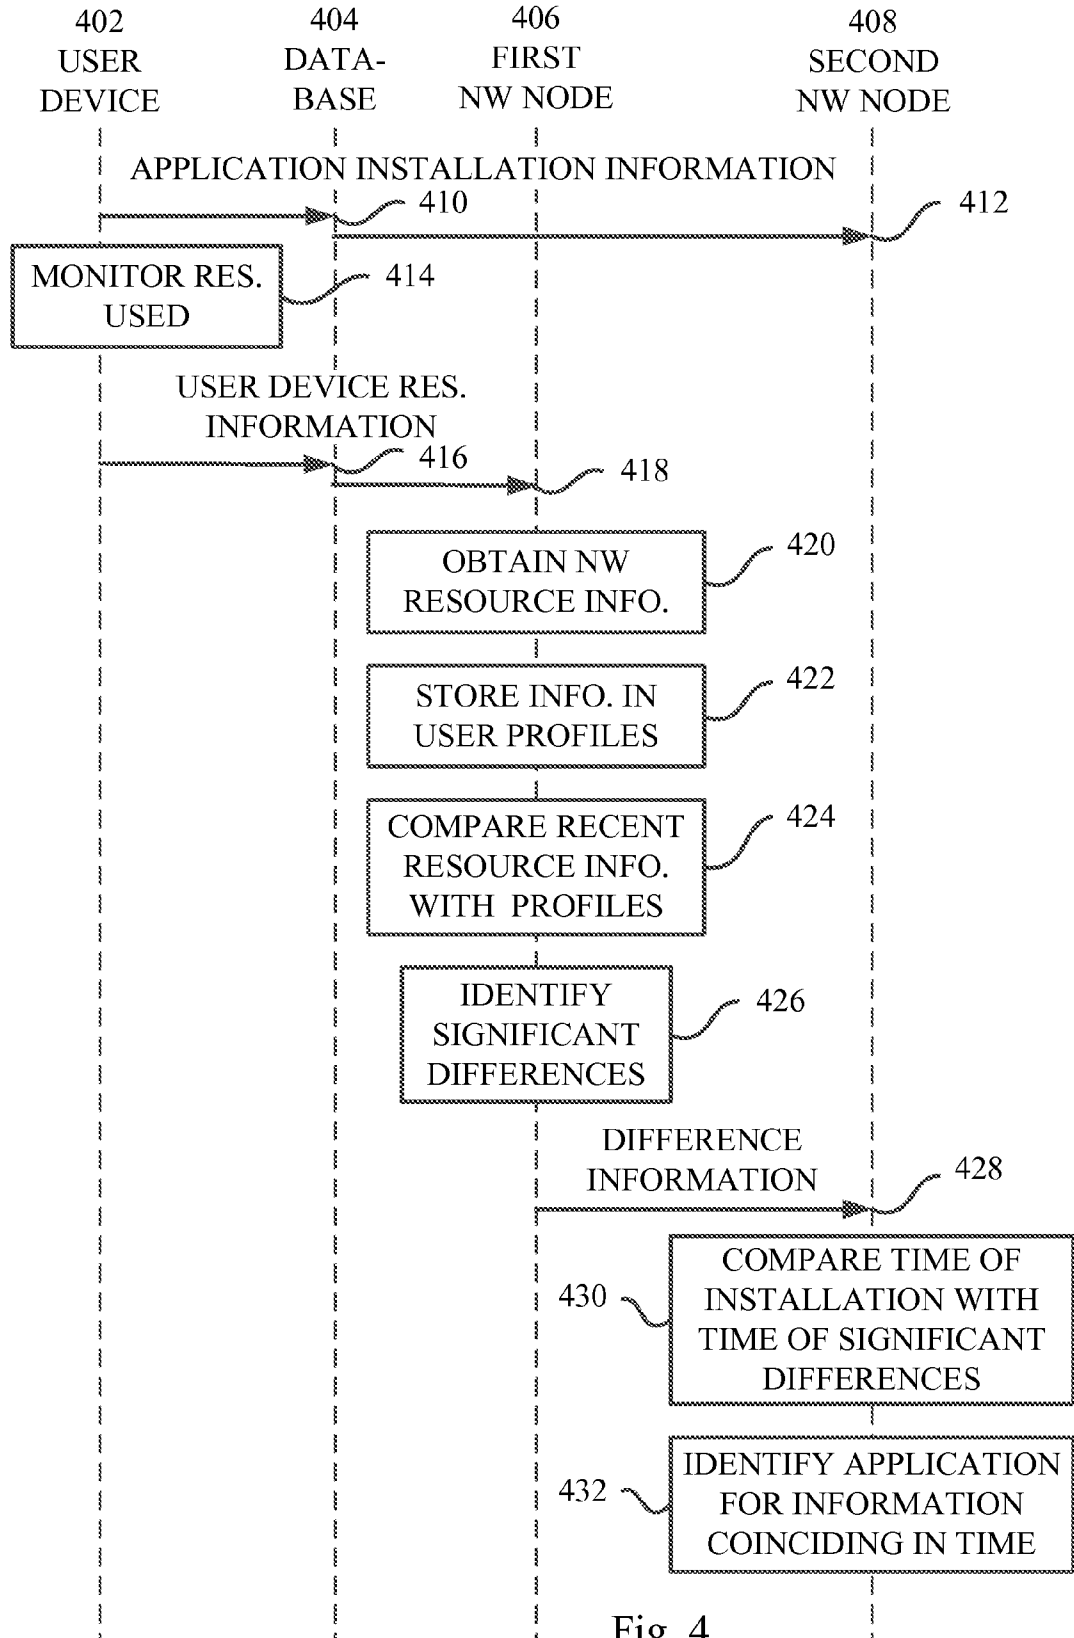 402
USER
DEVICE
404
DATA-
BASE
406
FIRST
NW NODE
408
SECOND
NW NODE
APPLICATION INSTALLATION INFORMATION
410
412
MONITOR RES.
USED
414
USER DEVICE RES.
INFORMATION
416
418
OBTAIN NW
RESOURCE INFO.
420
STORE INFO. IN
USER PROFILES
422
COMPARE RECENT
RESOURCE INFO.
WITH PROFILES
424
IDENTIFY
SIGNIFICANT
DIFFERENCES
426
DIFFERENCE
INFORMATION
428
COMPARE TIME OF
INSTALLATION WITH
TIME OF SIGNIFICANT
DIFFERENCES
430
IDENTIFY APPLICATION
FOR INFORMATION
COINCIDING IN TIME
432
Fig. 4